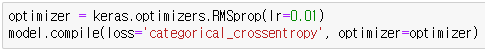 optimizer = keras.optimizers.RMSprop(lr=0.01)
model.compile(loss='categorical_crossentropy', optimizer=optimizer)